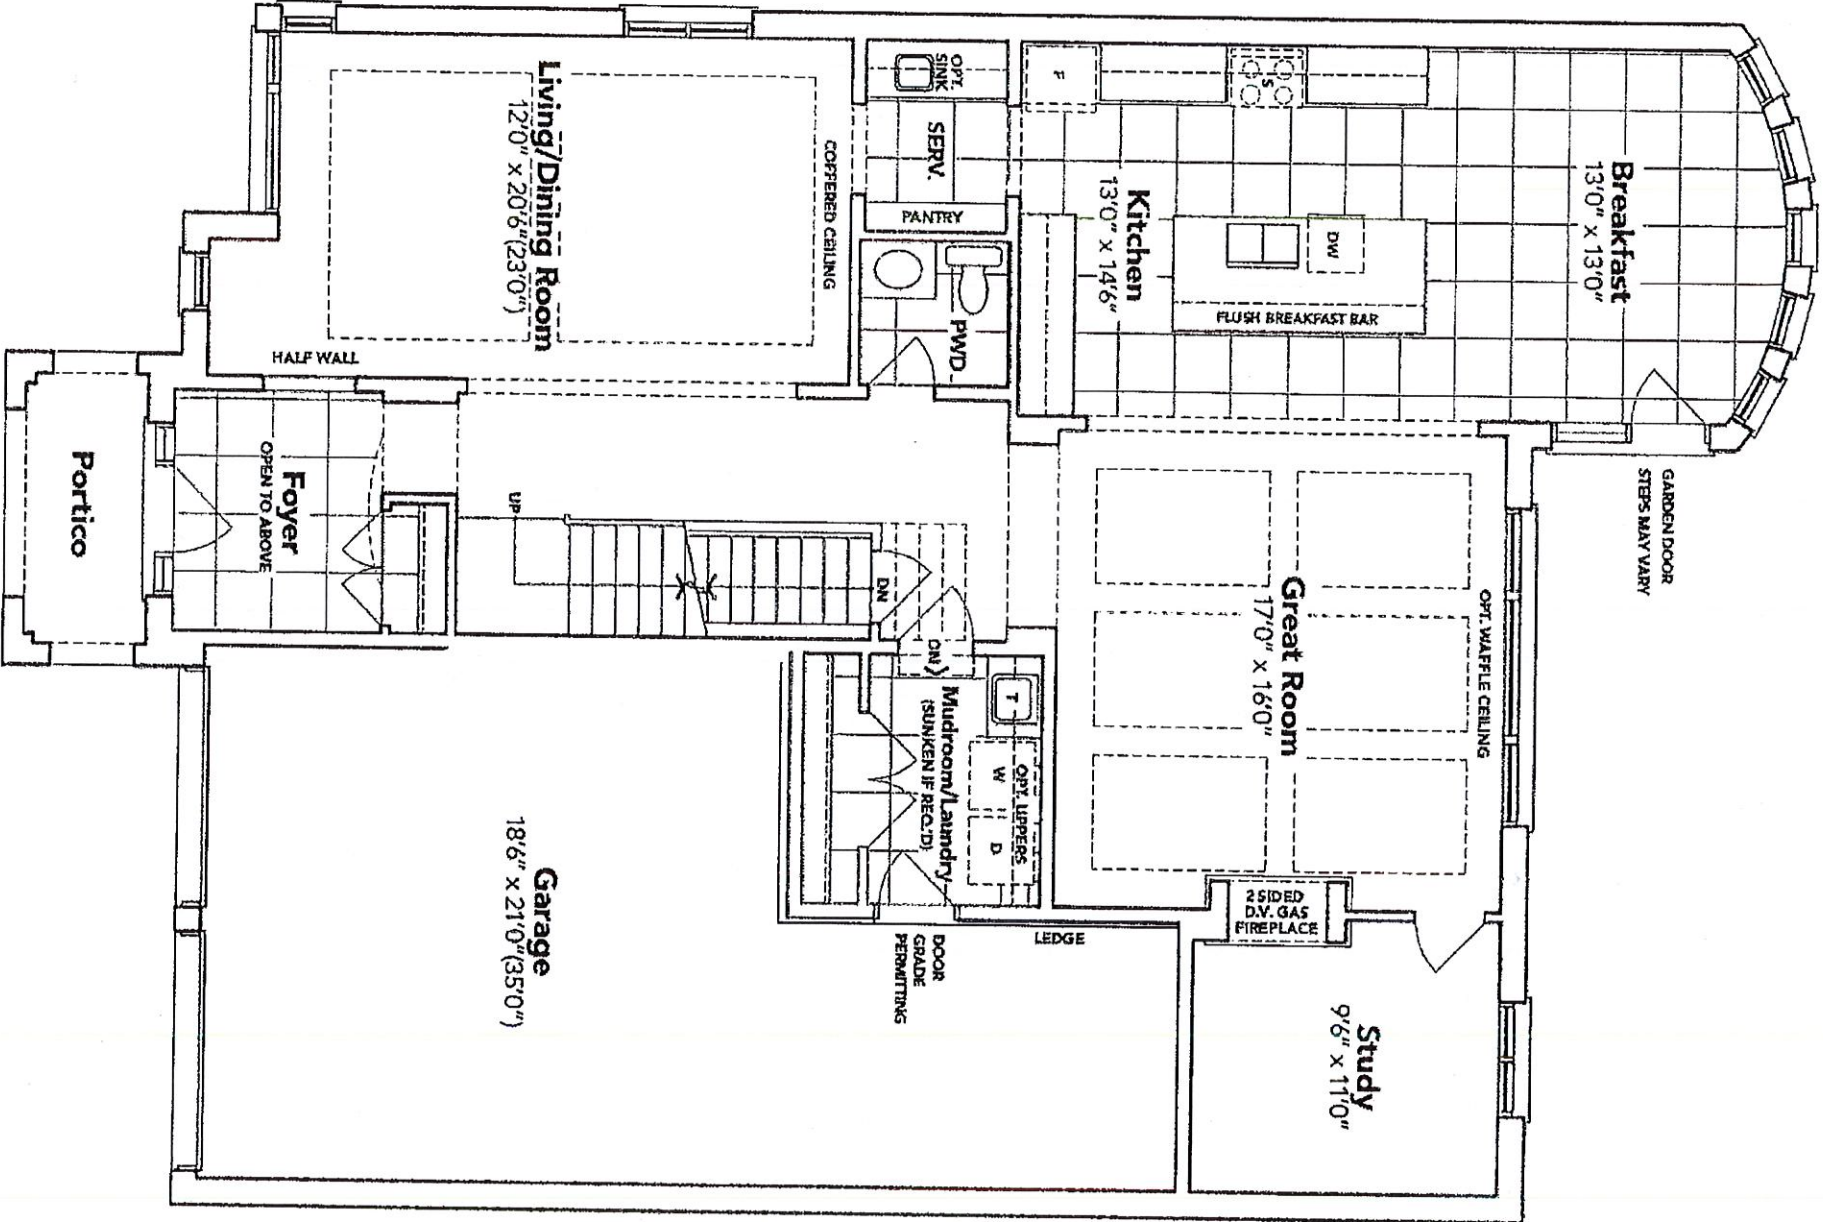 Breakfast
13'0" x 13'0"
GARDEN DOOR
STEPS MAY VARY
OPT. WAFFLE CEILING
Great Room
17'0" x 16'0"
Study
9'6" x 11'0"
2 SIDED
D.V. GAS
FIREPLACE
F
S
DW
FLUSH BREAKFAST BAR
Kitchen
13'0" x 14'6"
OPT.
SINK
SERV.
PANTRY
PWD.
COFFERED CEILING
Living/Dining Room
12'0" x 20'6"(23'0")
HALF WALL
DN
DN
UP
T
W
D
OPT. UPPERS
Mudroom/Laundry
(SUNKEN IF REQ.'D)
LEDGE
DOOR
GRADE
PERMITTING
Garage
18'6" x 21'0"(35'0")
Foyer
OPEN TO ABOVE
Portico